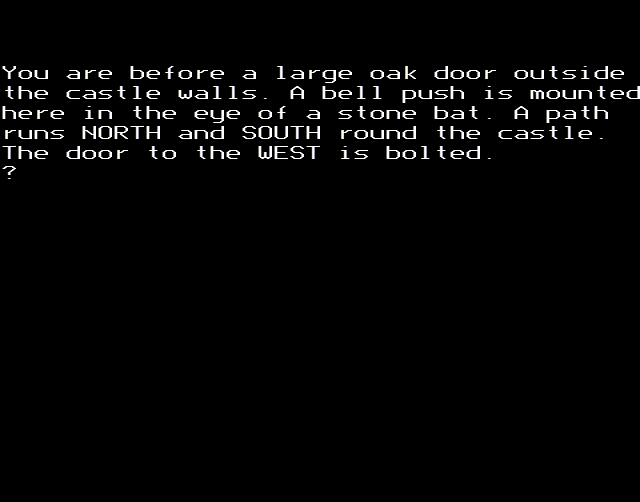 You are before a large oak door outside
the castle walls. A bell push is mounted
here in the eye of a stone bat. A path
runs NORTH and SOUTH round the castle.
The door to the WEST is bolted.
?